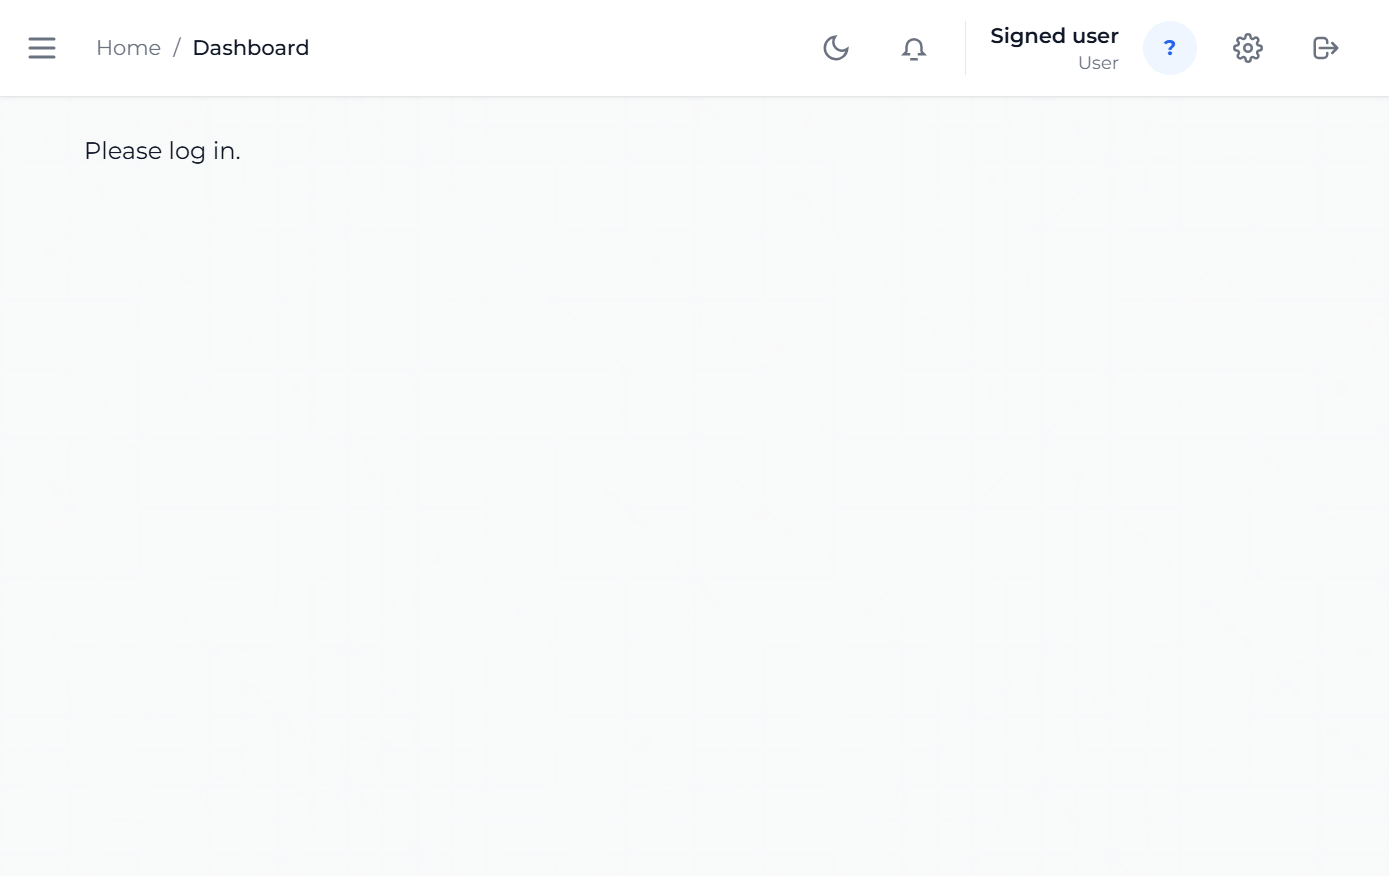 Home / Dashboard
Signed user
User
?
Please log in.